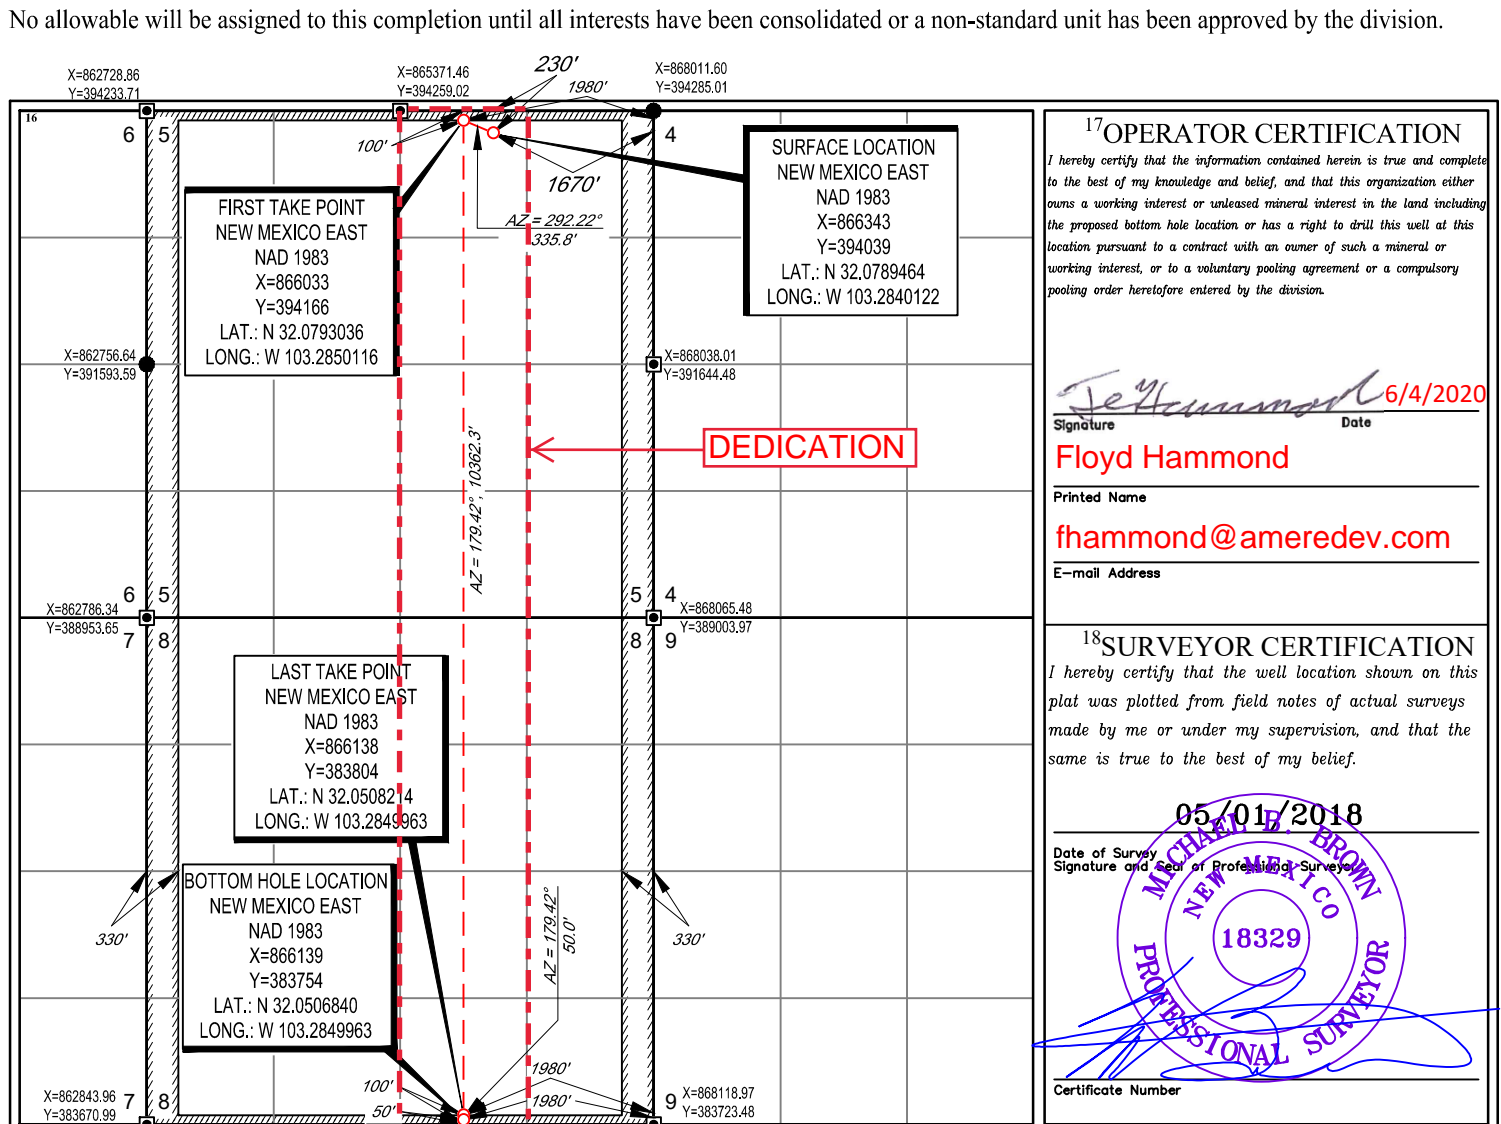 No allowable will be assigned to this completion until all interests have been consolidated or a non-standard unit has been approved by the division.
X=862728.86
Y=394233.71
X=865371.46
Y=394259.02
230'
1980'
X=868011.60
Y=394285.01
16
6 5
4
100'
1670'
AZ = 292.22°
335.8'
FIRST TAKE POINT
NEW MEXICO EAST
NAD 1983
X=866033
Y=394166
LAT.: N 32.0793036
LONG.: W 103.2850116
SURFACE LOCATION
NEW MEXICO EAST
NAD 1983
X=866343
Y=394039
LAT.: N 32.0789464
LONG.: W 103.2840122
X=862756.64
Y=391593.59
X=868038.01
Y=391644.48
DEDICATION
AZ = 179.42°, 10362.3'
6 5
5 4
X=862786.34
Y=388953.65
X=868065.48
Y=389003.97
7 8
8 9
LAST TAKE POINT
NEW MEXICO EAST
NAD 1983
X=866138
Y=383804
LAT.: N 32.0508214
LONG.: W 103.2849963
BOTTOM HOLE LOCATION
NEW MEXICO EAST
NAD 1983
X=866139
Y=383754
LAT.: N 32.0506840
LONG.: W 103.2849963
330'
330'
AZ = 179.42°
50.0'
100'
50'
1980'
1980'
X=862843.96
Y=383670.99
7 8
9
X=868118.97
Y=383723.48
17OPERATOR CERTIFICATION
I hereby certify that the information contained herein is true and complete
to the best of my knowledge and belief, and that this organization either
owns a working interest or unleased mineral interest in the land including
the proposed bottom hole location or has a right to drill this well at this
location pursuant to a contract with an owner of such a mineral or
working interest, or to a voluntary pooling agreement or a compulsory
pooling order heretofore entered by the division.
6/4/2020
Signature Date
Floyd Hammond
Printed Name
fhammond@ameredev.com
E-mail Address
18SURVEYOR CERTIFICATION
I hereby certify that the well location shown on this
plat was plotted from field notes of actual surveys
made by me or under my supervision, and that the
same is true to the best of my belief.
05/01/2018
Date of Survey
Signature and Seal of Professional Surveyor
MICHAEL B. BROWN
NEW MEXICO
18329
PROFESSIONAL SURVEYOR
Certificate Number